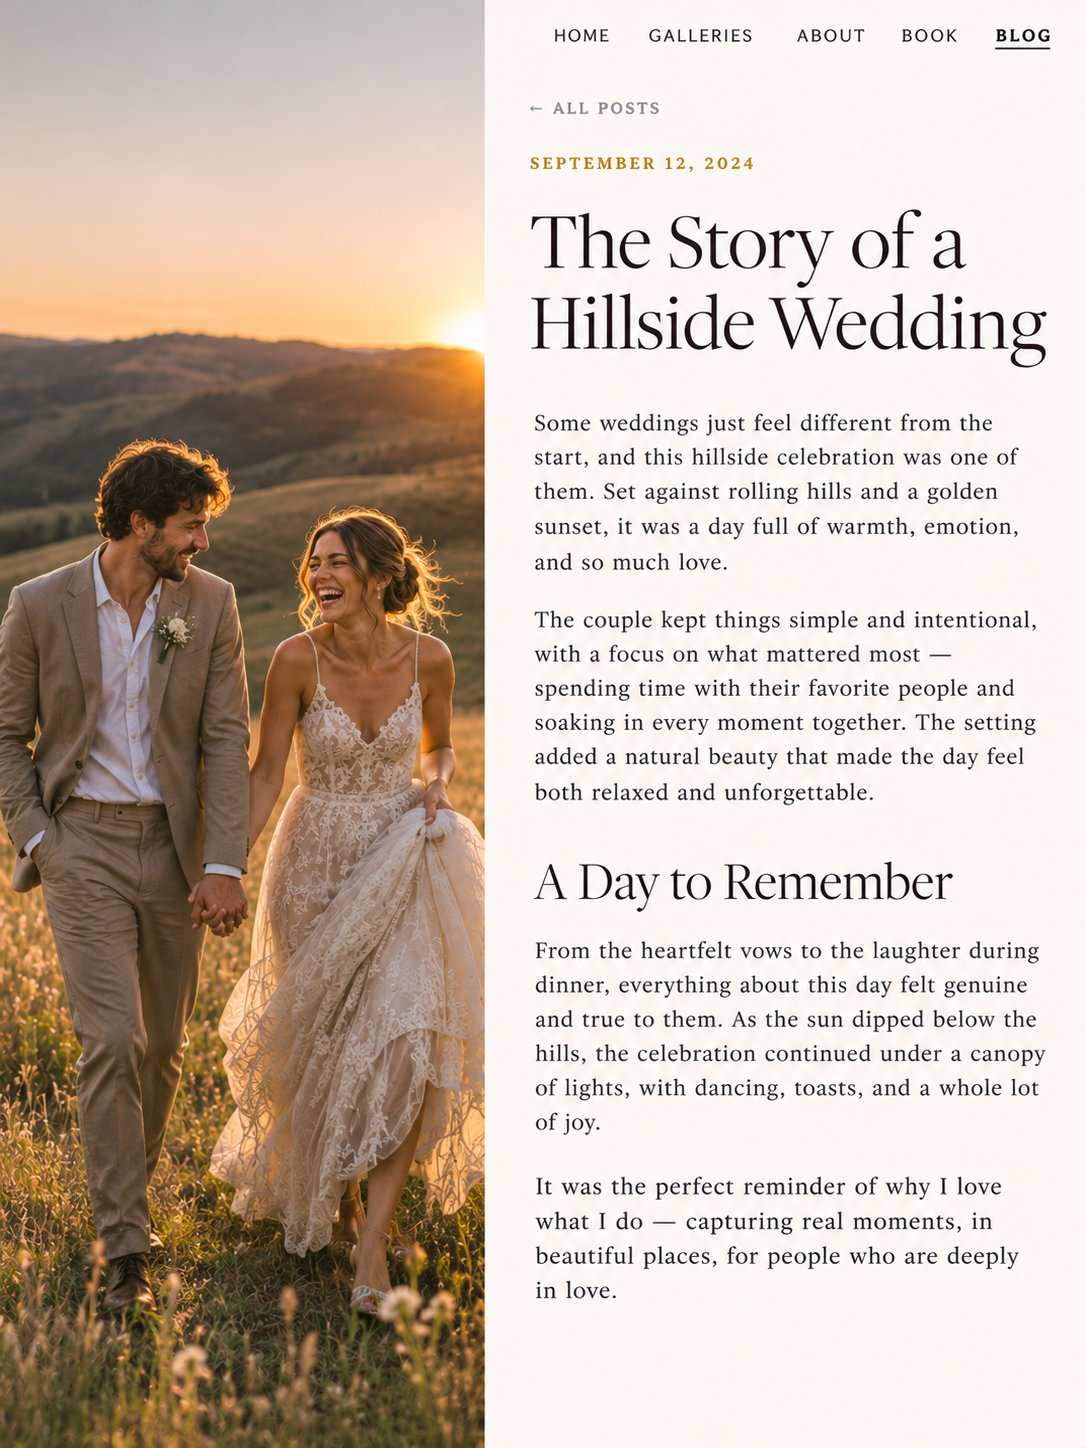 HOME GALLERIES ABOUT BOOK BLOG
← ALL POSTS
SEPTEMBER 12, 2024
The Story of a
Hillside Wedding
Some weddings just feel different from the
start, and this hillside celebration was one of
them. Set against rolling hills and a golden
sunset, it was a day full of warmth, emotion,
and so much love.
The couple kept things simple and intentional,
with a focus on what mattered most —
spending time with their favorite people and
soaking in every moment together. The setting
added a natural beauty that made the day feel
both relaxed and unforgettable.
A Day to Remember
From the heartfelt vows to the laughter during
dinner, everything about this day felt genuine
and true to them. As the sun dipped below the
hills, the celebration continued under a canopy
of lights, with dancing, toasts, and a whole lot
of joy.
It was the perfect reminder of why I love
what I do — capturing real moments, in
beautiful places, for people who are deeply
in love.